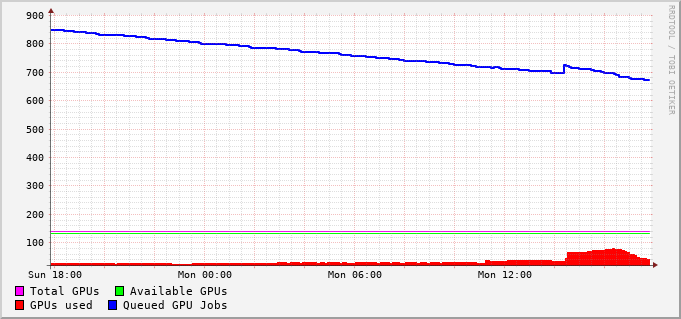 900
800
700
600
500
400
300
200
100
Sun 18:00 Mon 00:00 Mon 06:00 Mon 12:00
Total GPUs Available GPUs
GPUs used Queued GPU Jobs
RRDTOOL / TOBI OETIKER